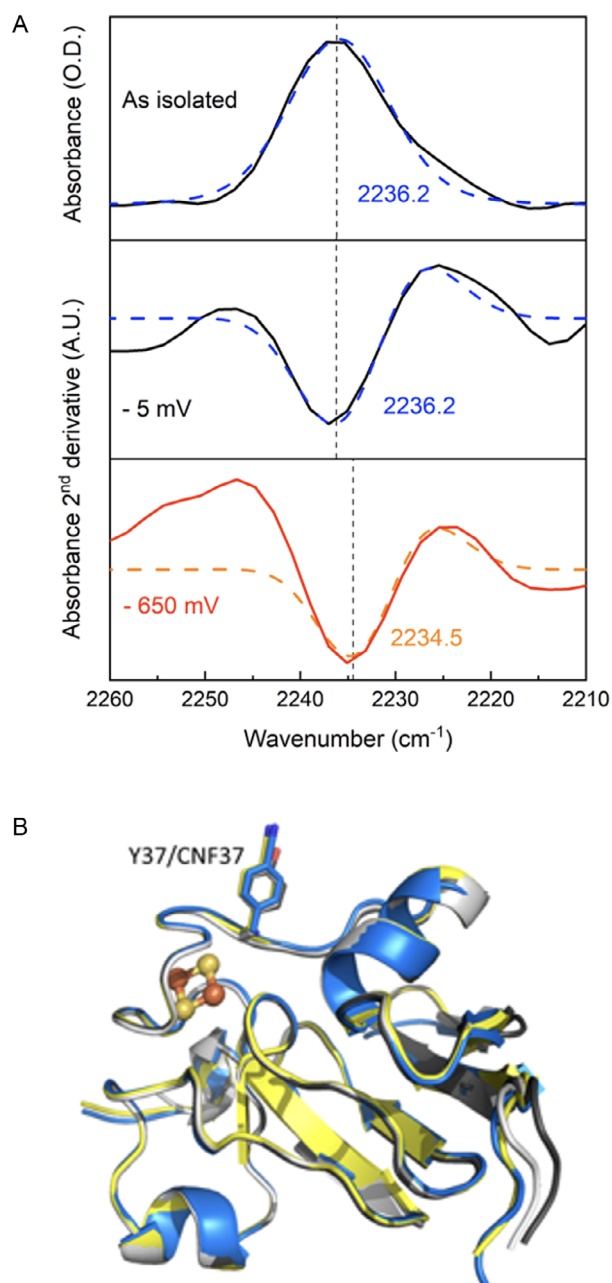 A
Absorbance (O.D.)
As isolated
2236.2
Absorbance 2nd derivative (A.U.)
- 5 mV
2236.2
- 650 mV
2234.5
2260 2250 2240 2230 2220 2210
Wavenumber (cm-1)
B
Y37/CNF37